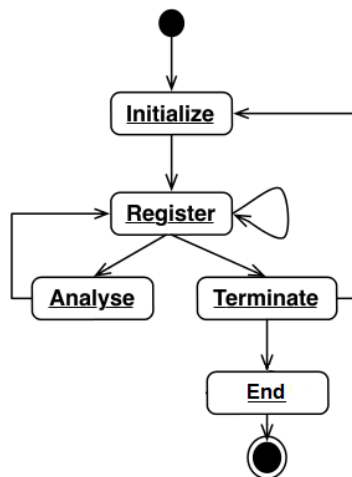 Initialize
Register
Analyse
Terminate
End